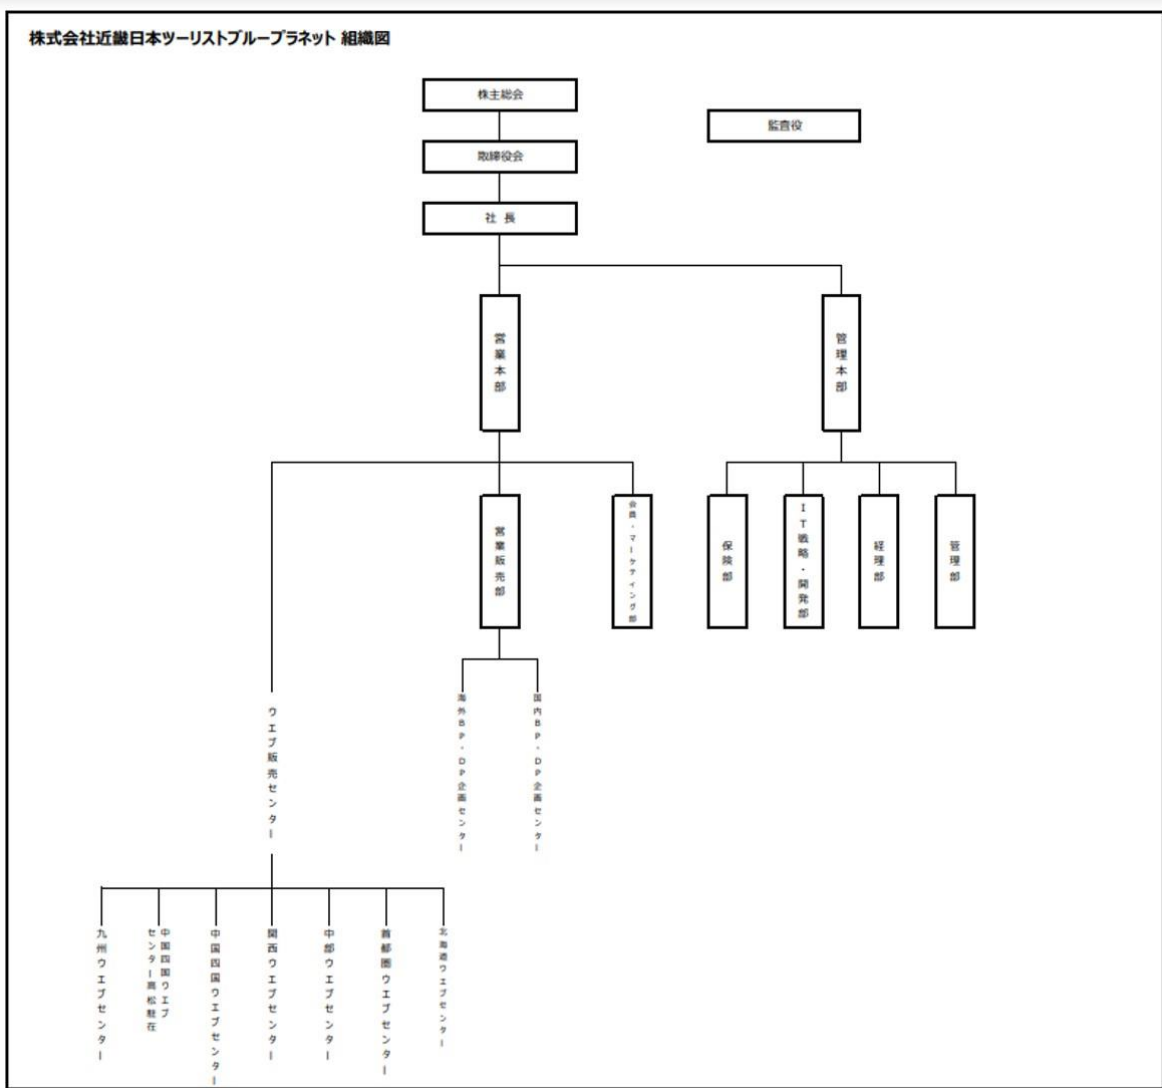 株式会社近畿日本ツーリストブループラネット 組織図
株主総会
監査役
取締役会
社 長
営業本部
管理本部
営業販売部
会員・マーケティング部
保険部
IT戦略・開発部
経理部
管理部
ウエブ販売センター
海外BP・DP企画センター
国内BP・DP企画センター
九州ウエブセンター
中国四国ウエブ
センター高松駐在
中国四国ウエブセンター
関西ウエブセンター
中部ウエブセンター
首都圏ウエブセンター
北海道ウエブセンター